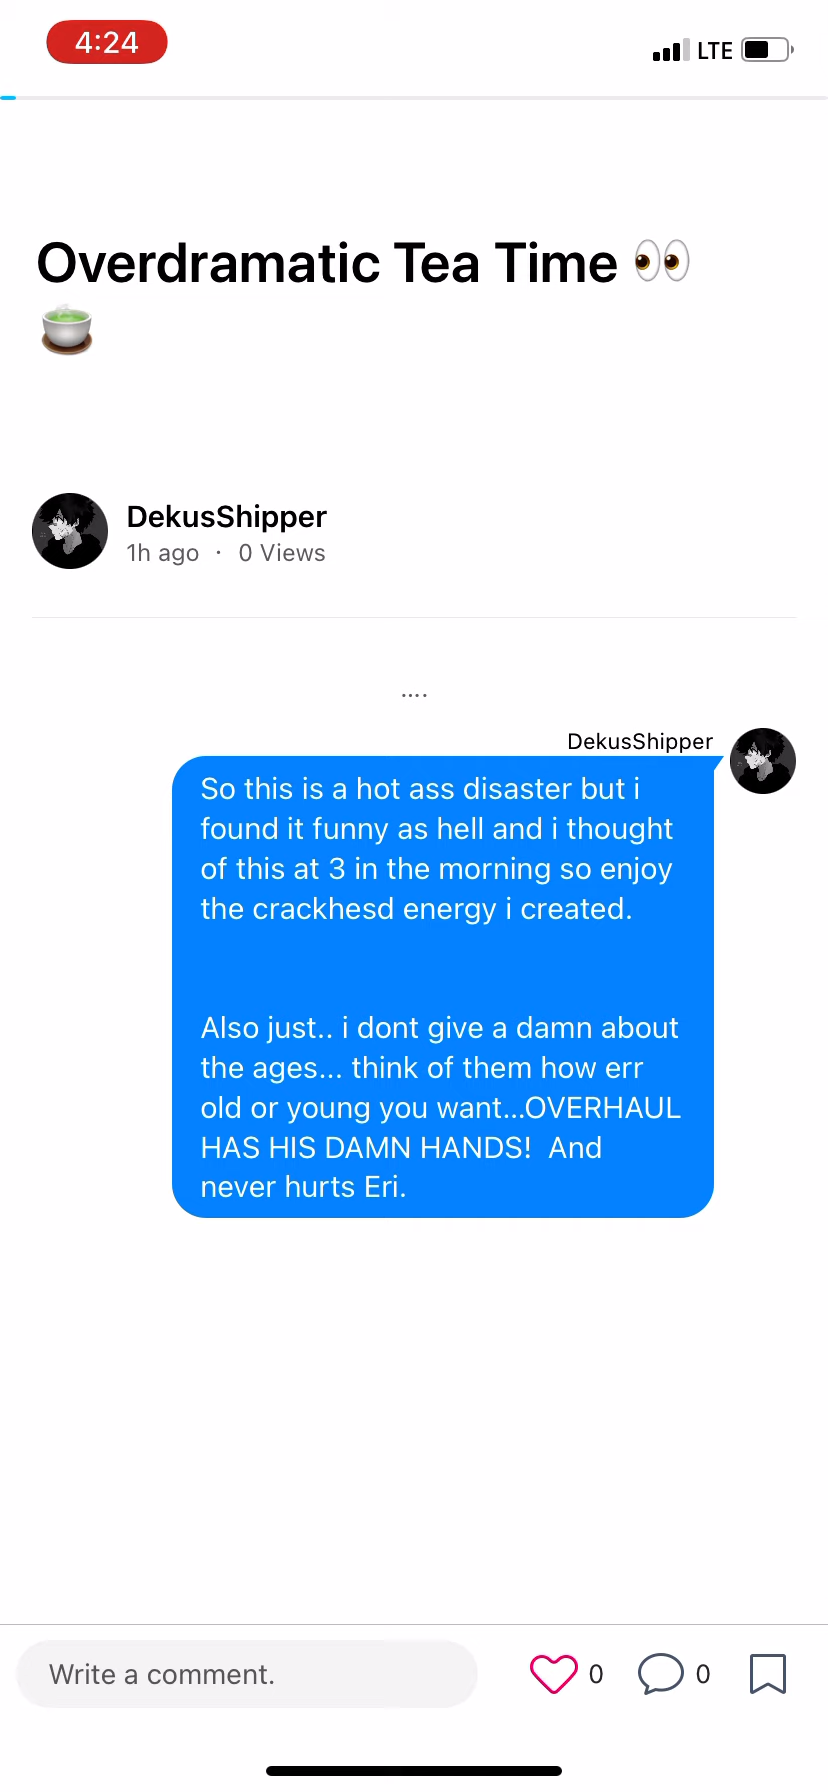 4:24
LTE
Overdramatic Tea Time 👀
🍵
DekusShipper
1h ago · 0 Views
....
DekusShipper
So this is a hot ass disaster but i
found it funny as hell and i thought
of this at 3 in the morning so enjoy
the crackhesd energy i created.
Also just.. i dont give a damn about
the ages... think of them how err
old or young you want...OVERHAUL
HAS HIS DAMN HANDS!  And
never hurts Eri.
Write a comment.
0
0